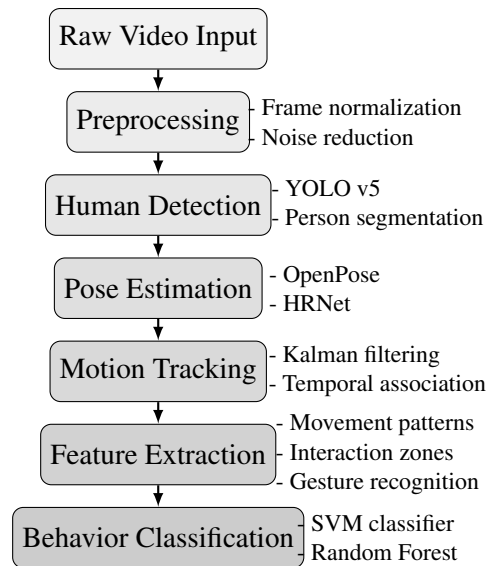 Raw Video Input
Preprocessing
- Frame normalization
- Noise reduction
Human Detection
- YOLO v5
- Person segmentation
Pose Estimation
- OpenPose
- HRNet
Motion Tracking
- Kalman filtering
- Temporal association
Feature Extraction
- Movement patterns
- Interaction zones
- Gesture recognition
Behavior Classification
- SVM classifier
- Random Forest